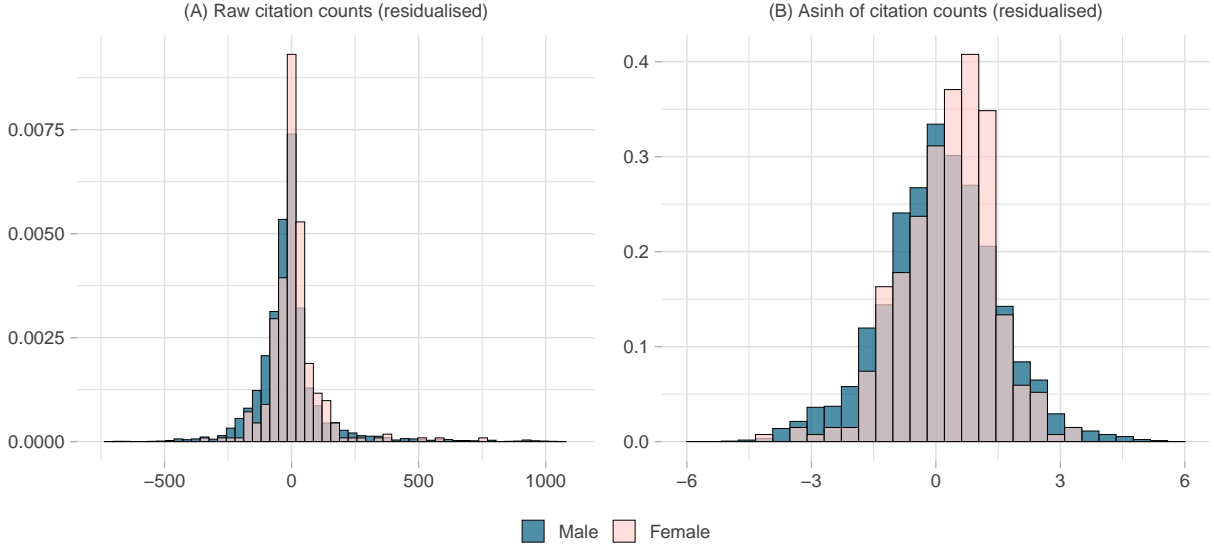 (A) Raw citation counts (residualised)
0.0075
0.0050
0.0025
0.0000
−500 0 500 1000
(B) Asinh of citation counts (residualised)
0.4
0.3
0.2
0.1
0.0
−6 −3 0 3 6
Male Female